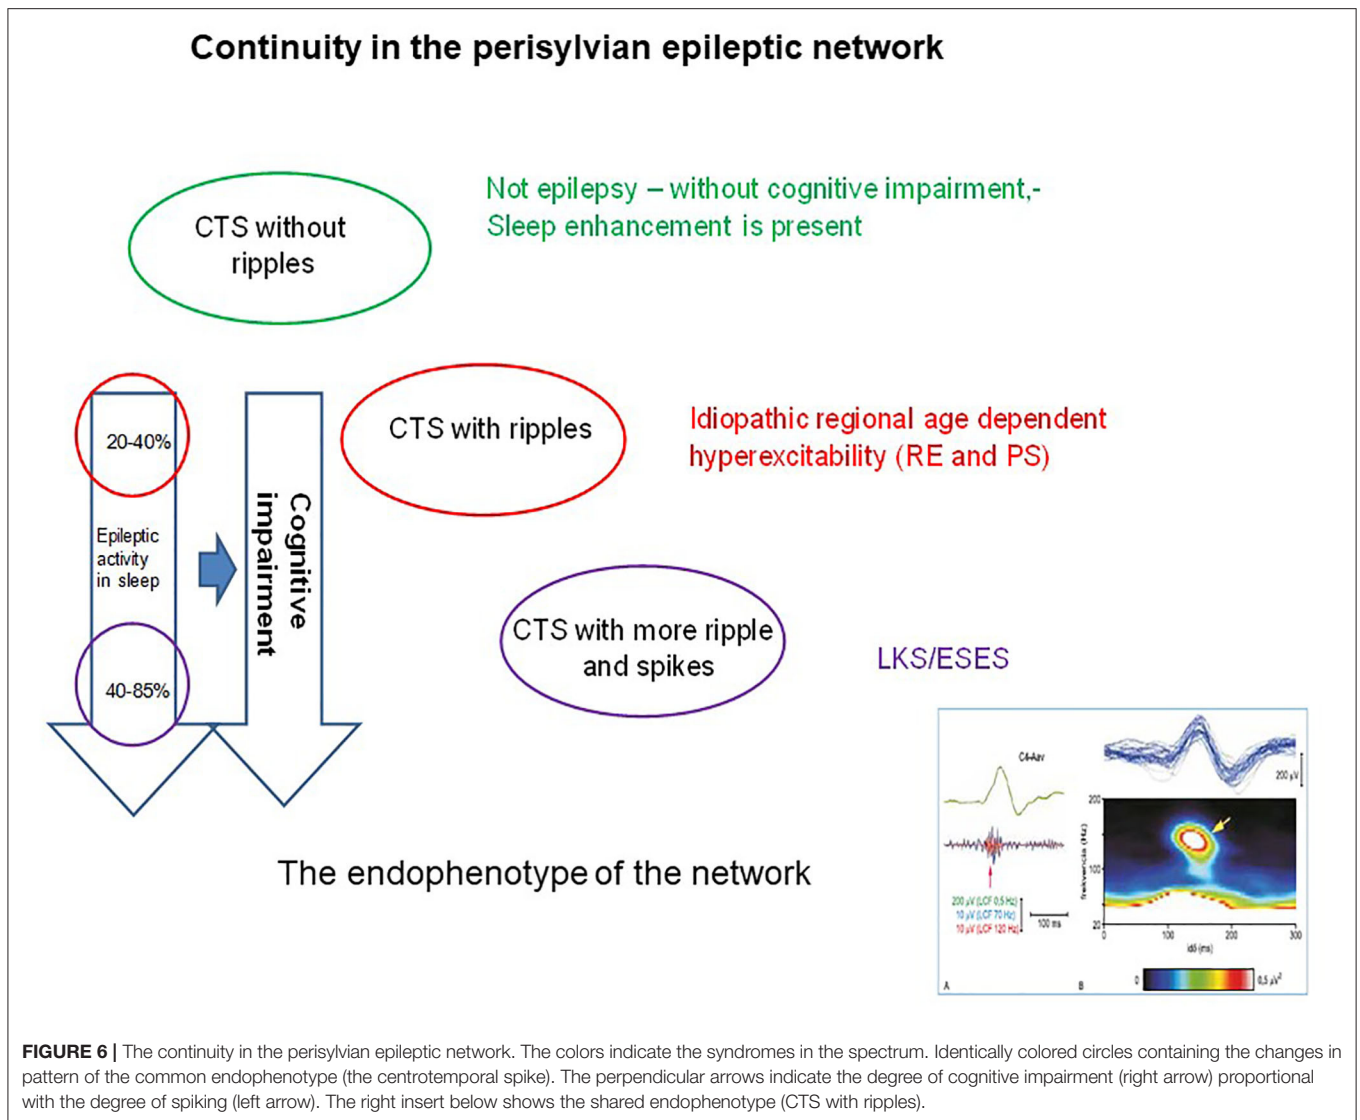 Continuity in the perisylvian epileptic network
CTS without
ripples
Not epilepsy – without cognitive impairment,-
Sleep enhancement is present
20-40%
Epileptic
activity
in sleep
40-85%
Cognitive
impairment
CTS with ripples
Idiopathic regional age dependent
hyperexcitability (RE and PS)
CTS with more ripple
and spikes
LKS/ESES
The endophenotype of the network
200 µV (LCF 0,5 Hz)
10 µV (LCF 70 Hz)
10 µV (LCF 120 Hz)
100 ms
A
200 µV
frekvencia (Hz)
200
100
20
0
100
200
300
idő (ms)
B
0
0,5 µV²
FIGURE 6 | The continuity in the perisylvian epileptic network. The colors indicate the syndromes in the spectrum. Identically colored circles containing the changes in
pattern of the common endophenotype (the centrotemporal spike). The perpendicular arrows indicate the degree of cognitive impairment (right arrow) proportional
with the degree of spiking (left arrow). The right insert below shows the shared endophenotype (CTS with ripples).